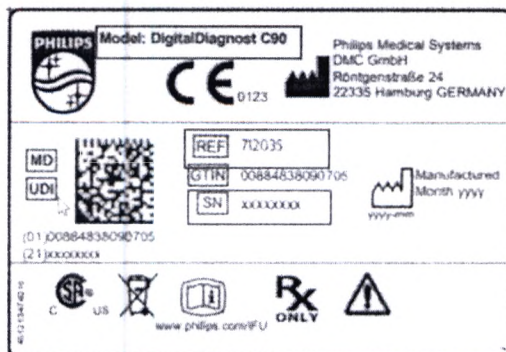 PHILIPS
Model: DigitalDiagnost C90
CE 0123
Philips Medical Systems
DMC GmbH
Röntgenstraße 24
22335 Hamburg GERMANY
MD
UDI
REF 712035
GTIN 00884838090705
SN xxxxxxxx
Manufactured
Month yyyy
yyyy-mm
(01)00884838090705
(21)xxxxxxxx
C US
www.philips.com/IFU
Rx
ONLY